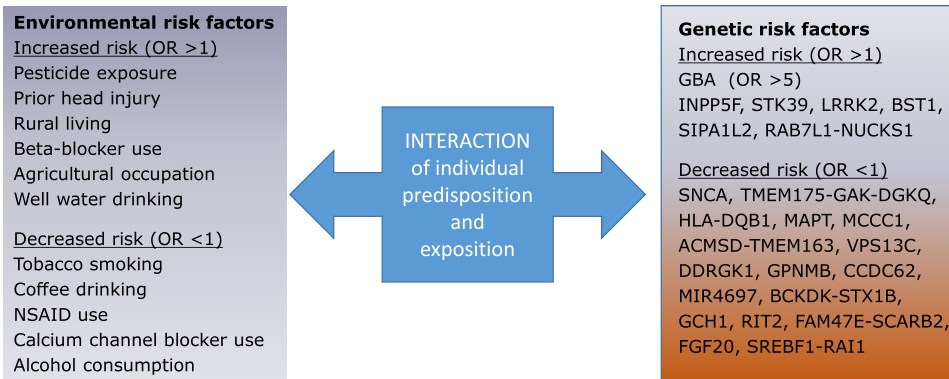 Environmental risk factors
Increased risk (OR >1)
Pesticide exposure
Prior head injury
Rural living
Beta-blocker use
Agricultural occupation
Well water drinking
Decreased risk (OR <1)
Tobacco smoking
Coffee drinking
NSAID use
Calcium channel blocker use
Alcohol consumption
INTERACTION
of individual
predisposition
and
exposition
Genetic risk factors
Increased risk (OR >1)
GBA (OR >5)
INPP5F, STK39, LRRK2, BST1,
SIPA1L2, RAB7L1-NUCKS1
Decreased risk (OR <1)
SNCA, TMEM175-GAK-DGKQ,
HLA-DQB1, MAPT, MCCC1,
ACMSD-TMEM163, VPS13C,
DDRGK1, GPNMB, CCDC62,
MIR4697, BCKDK-STX1B,
GCH1, RIT2, FAM47E-SCARB2,
FGF20, SREBF1-RAI1